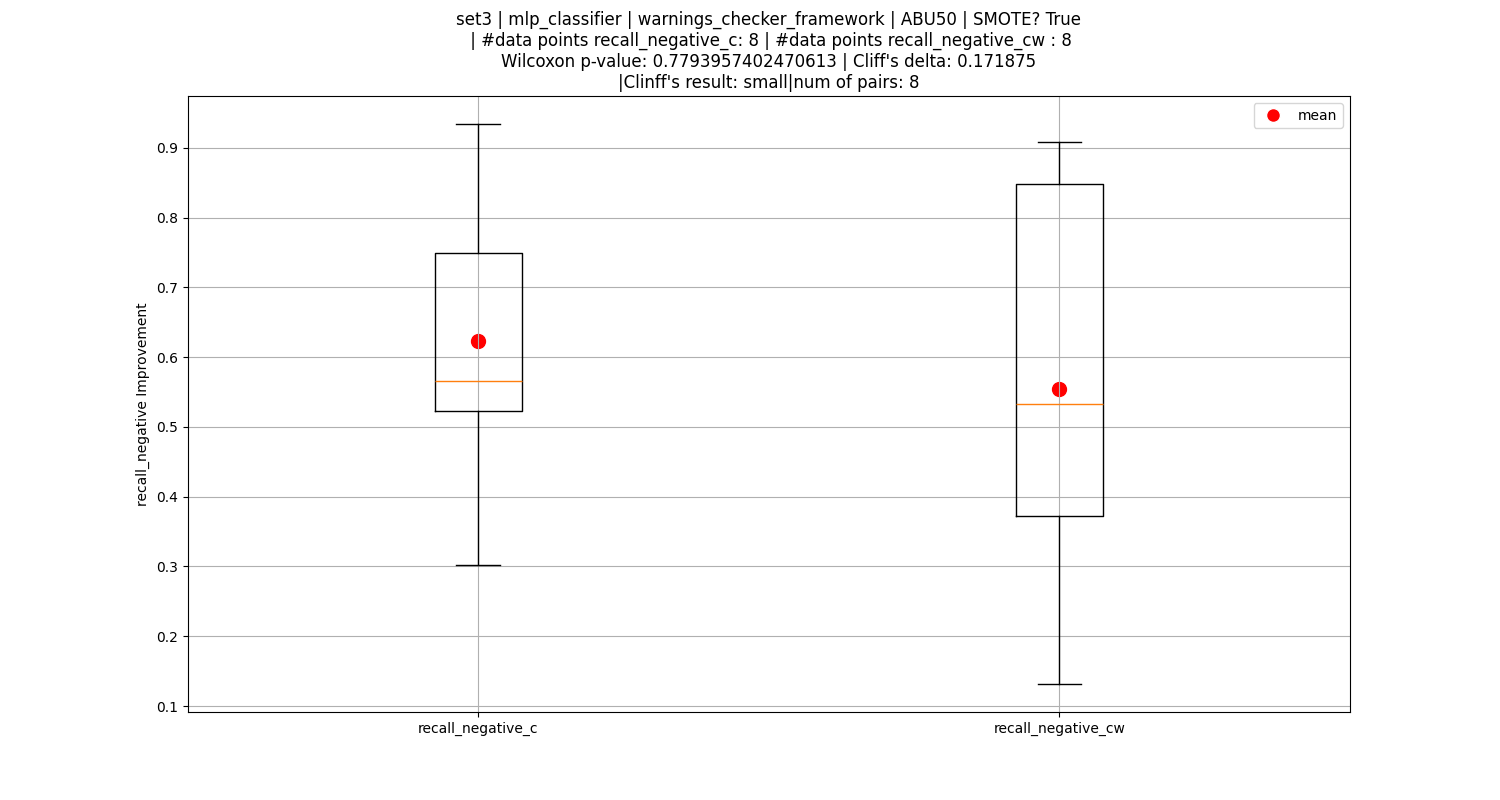 set3 | mlp_classifier | warnings_checker_framework | ABU50 | SMOTE? True
| #data points recall_negative_c: 8 | #data points recall_negative_cw : 8
Wilcoxon p-value: 0.7793957402470613 | Cliff's delta: 0.171875
|Clinff's result: small|num of pairs: 8
mean
0.9
0.8
0.7
0.6
0.5
0.4
0.3
0.2
0.1
recall_negative Improvement
recall_negative_c
recall_negative_cw